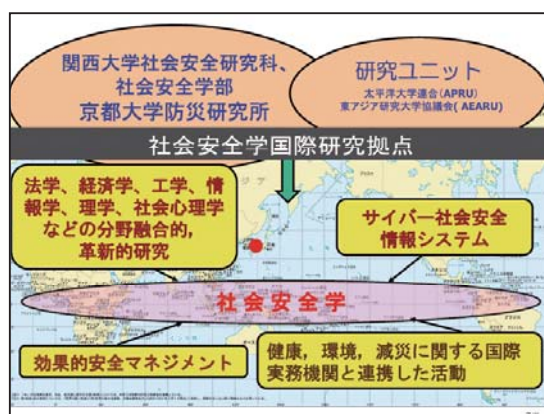 関西大学社会安全研究科、
社会安全学部
京都大学防災研究所
研究ユニット
太平洋大学連合(APRU)
東アジア研究大学協議会( AEARU)
社会安全学国際研究拠点
法学、経済学、工学、情
報学、理学、社会心理学
などの分野融合的,
革新的研究
サイバー社会安全
情報システム
社会安全学
効果的安全マネジメント
健康，環境，減災に関する国際
実務機関と連携した活動